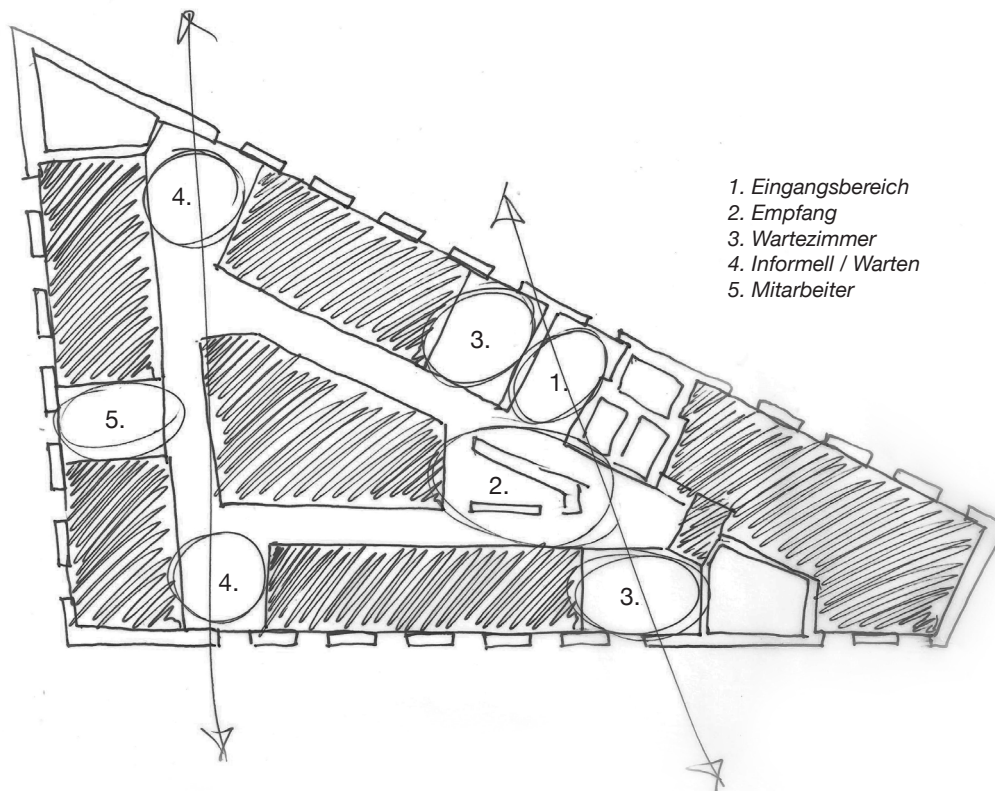 1. Eingangsbereich
2. Empfang
3. Wartezimmer
4. Informell / Warten
5. Mitarbeiter
4.
3.
1.
5.
2.
4.
3.